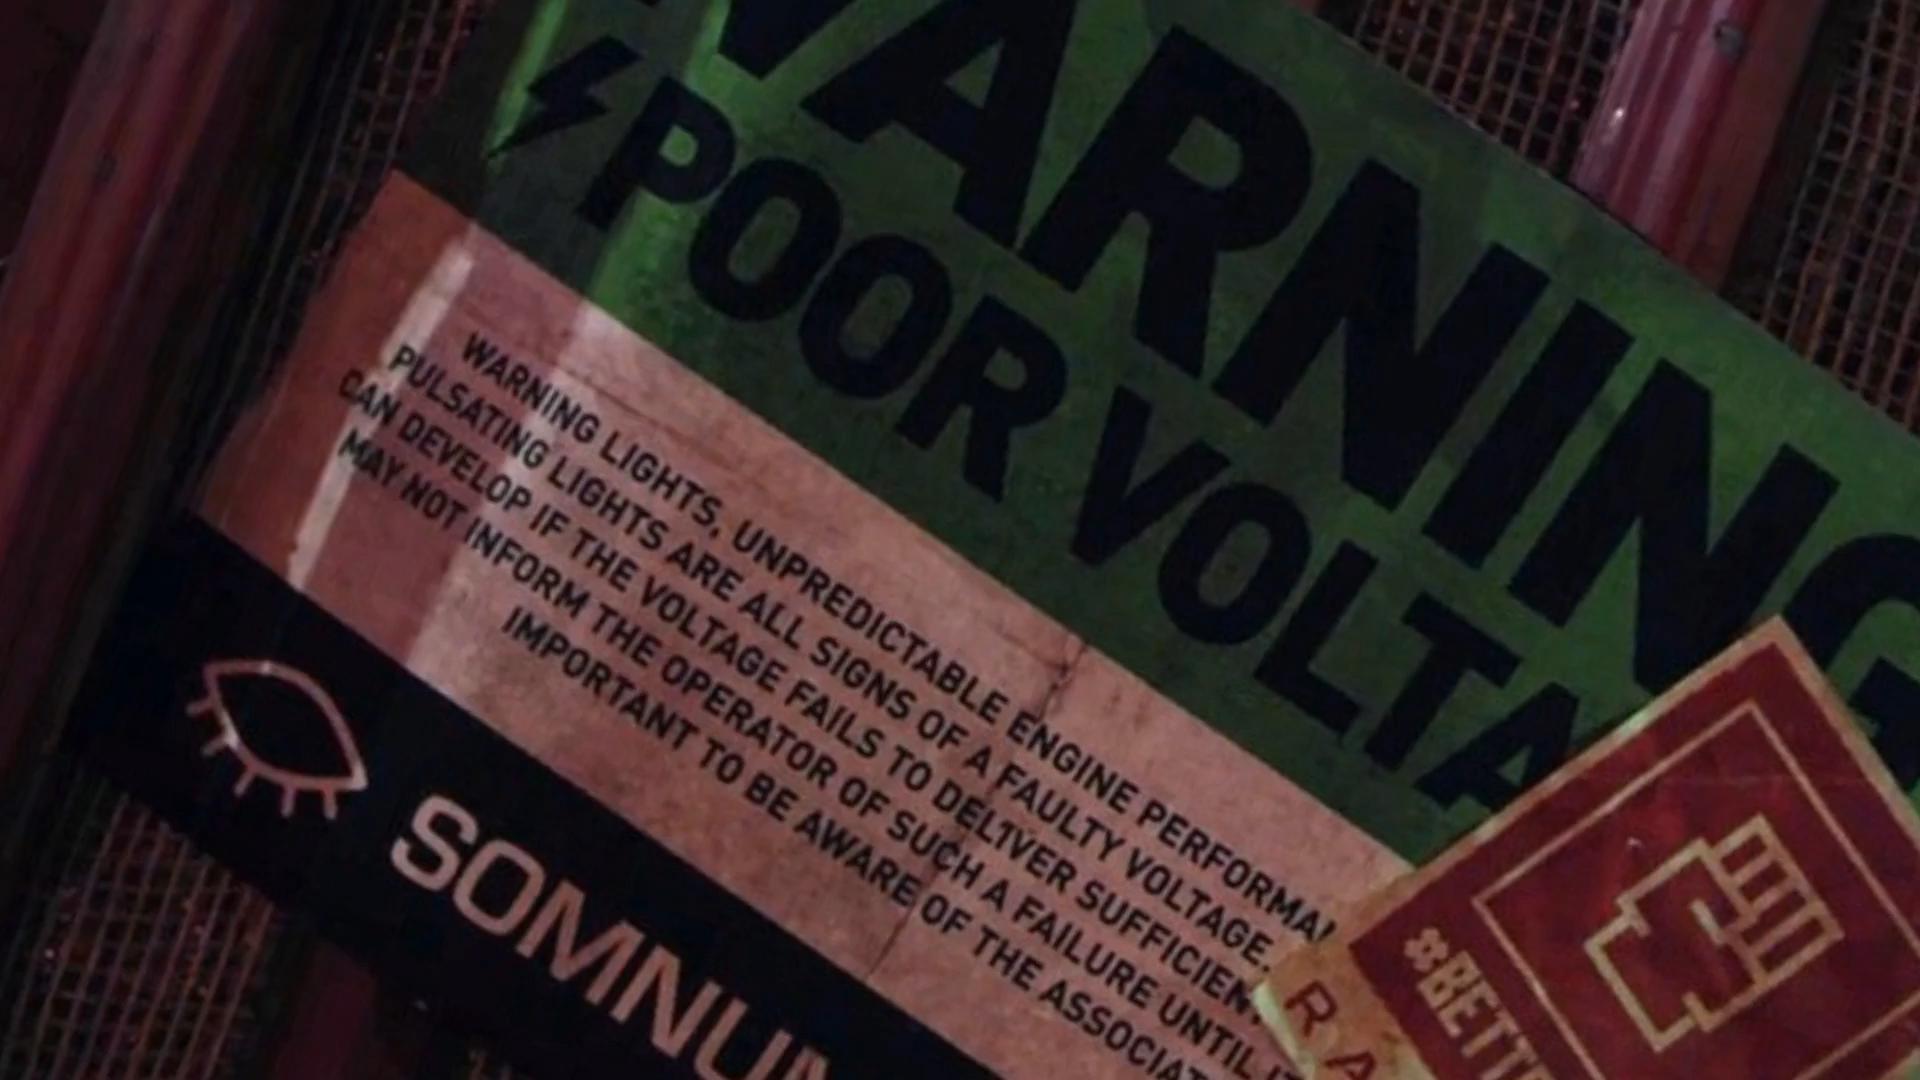 WARNING
POOR VOLTA
WARNING LIGHTS, UNPREDICTABLE ENGINE PERFORMA
PULSATING LIGHTS ARE ALL SIGNS OF A FAULTY VOLTAGE.
CAN DEVELOP IF THE VOLTAGE FAILS TO DELIVER SUFFICIEN
MAY NOT INFORM THE OPERATOR OF SUCH A FAILURE UNTIL IT
IMPORTANT TO BE AWARE OF THE ASSOCIAT
SOMNUM
RA
#BETT